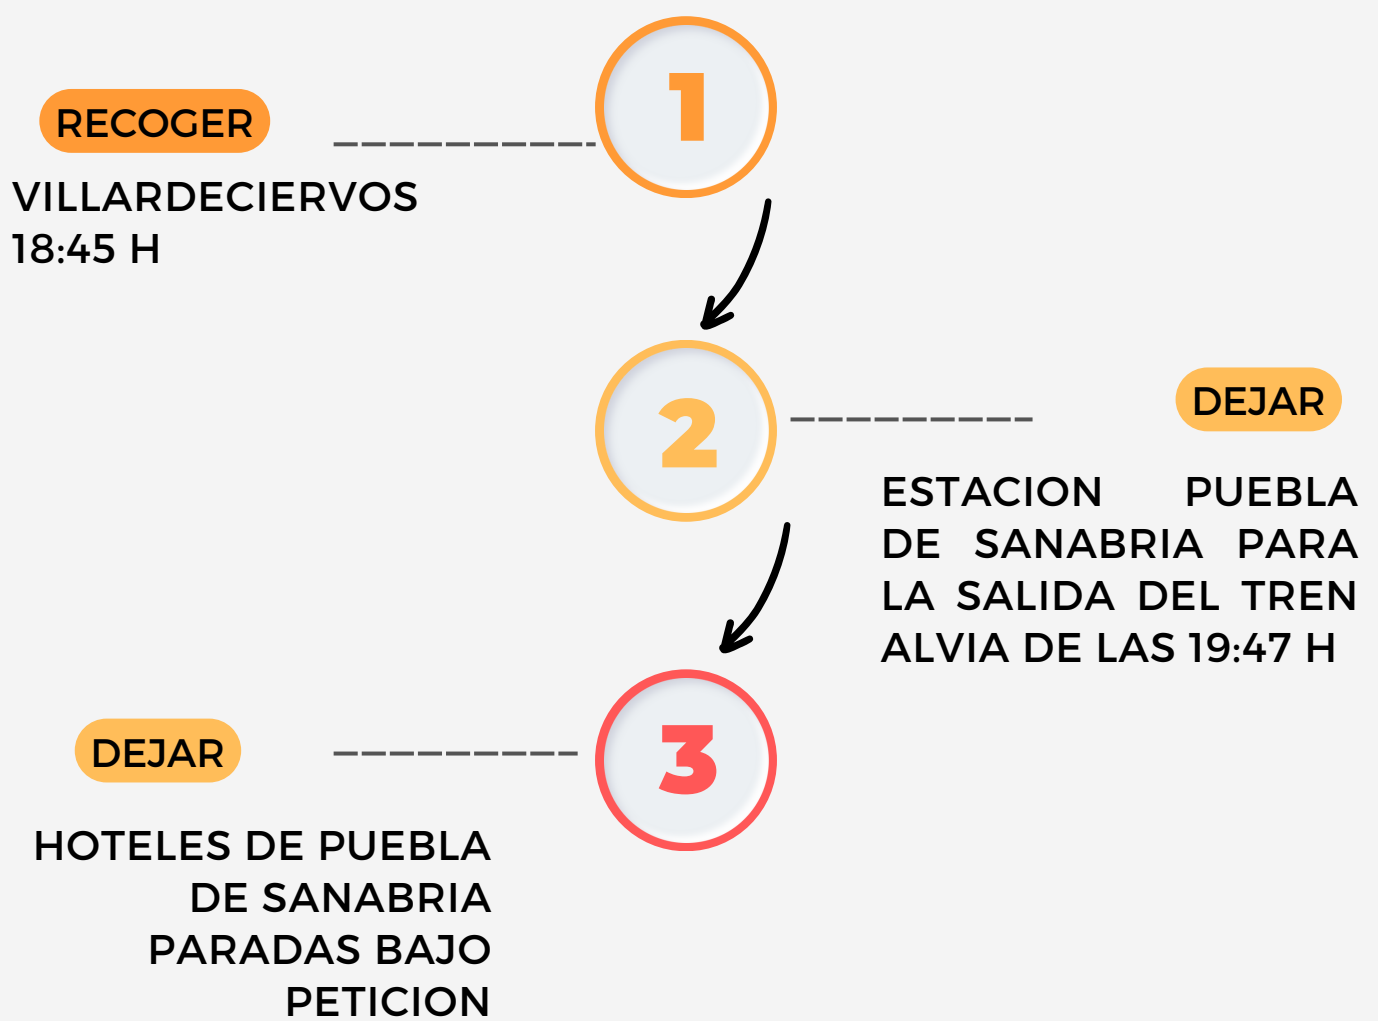 1
RECOGER
VILLARDECIERVOS
18:45 H
2
DEJAR
ESTACION PUEBLA
DE SANABRIA PARA
LA SALIDA DEL TREN
ALVIA DE LAS 19:47 H
3
DEJAR
HOTELES DE PUEBLA
DE SANABRIA
PARADAS BAJO
PETICION